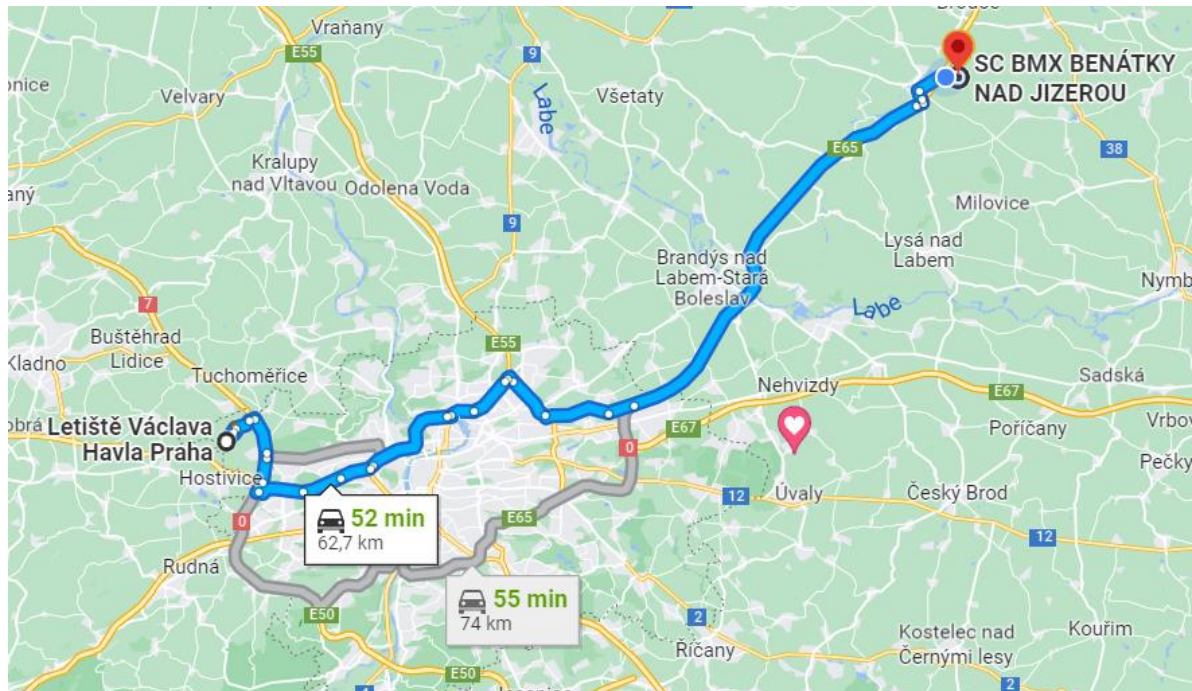 Vraňany
E55
9
SC BMX BENÁTKY
NAD JIZEROU
Velvary
Labe
Všetaty
E65
38
Kralupy
nad Vltavou
Odolena Voda
9
Milovice
Lysá nad
Labem
Brandýs nad
Labem-Stará
Boleslav
Labe
7
Buštěhrad
Lidice
Kladno
E55
Tuchoměřice
Nehvizdy
E67
Sadská
Letiště Václava
Havla Praha
E67
Poříčany
0
Pečky
Hostivice
12
Úvaly
Český Brod
0
52 min
62,7 km
E65
12
Rudná
55 min
74 km
E50
2
Říčany
Kostelec nad
Černými lesy
Kouřim
E50
4
2